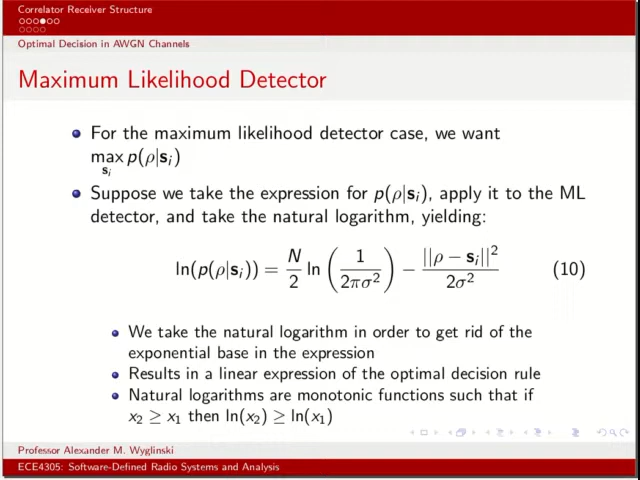 Correlator Receiver Structure
Optimal Decision in AWGN Channels
Maximum Likelihood Detector
For the maximum likelihood detector case, we want
max p(ρ|s_i)
s_i
Suppose we take the expression for p(ρ|s_i), apply it to the ML
detector, and take the natural logarithm, yielding:
ln(p(ρ|s_i)) = N/2 ln(1/(2πσ²)) − ||ρ − s_i||²/(2σ²) (10)
We take the natural logarithm in order to get rid of the
exponential base in the expression
Results in a linear expression of the optimal decision rule
Natural logarithms are monotonic functions such that if
x₂ ≥ x₁ then ln(x₂) ≥ ln(x₁)
Professor Alexander M. Wyglinski
ECE4305: Software-Defined Radio Systems and Analysis